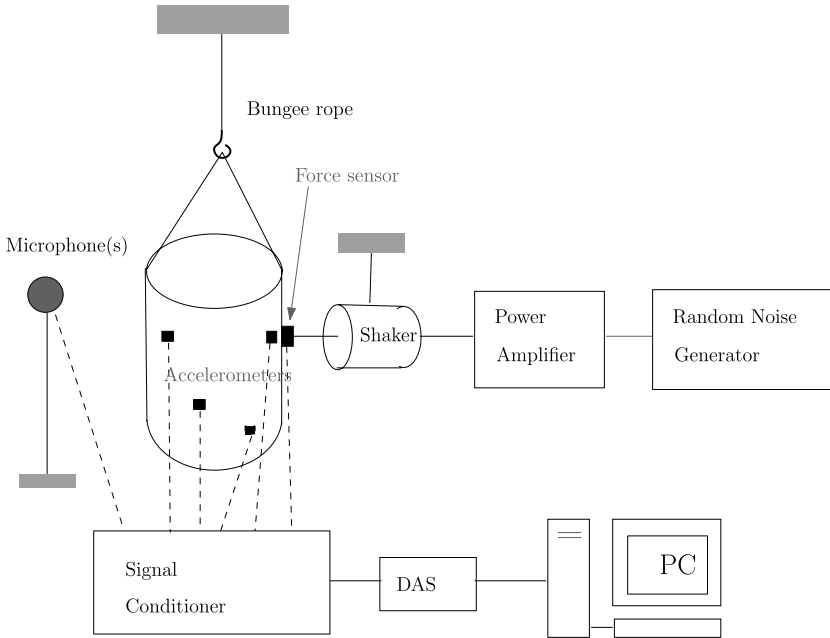 Bungee rope
Force sensor
Microphone(s)
Shaker
Power
Amplifier
Random Noise
Generator
Accelerometers
Signal
Conditioner
DAS
PC